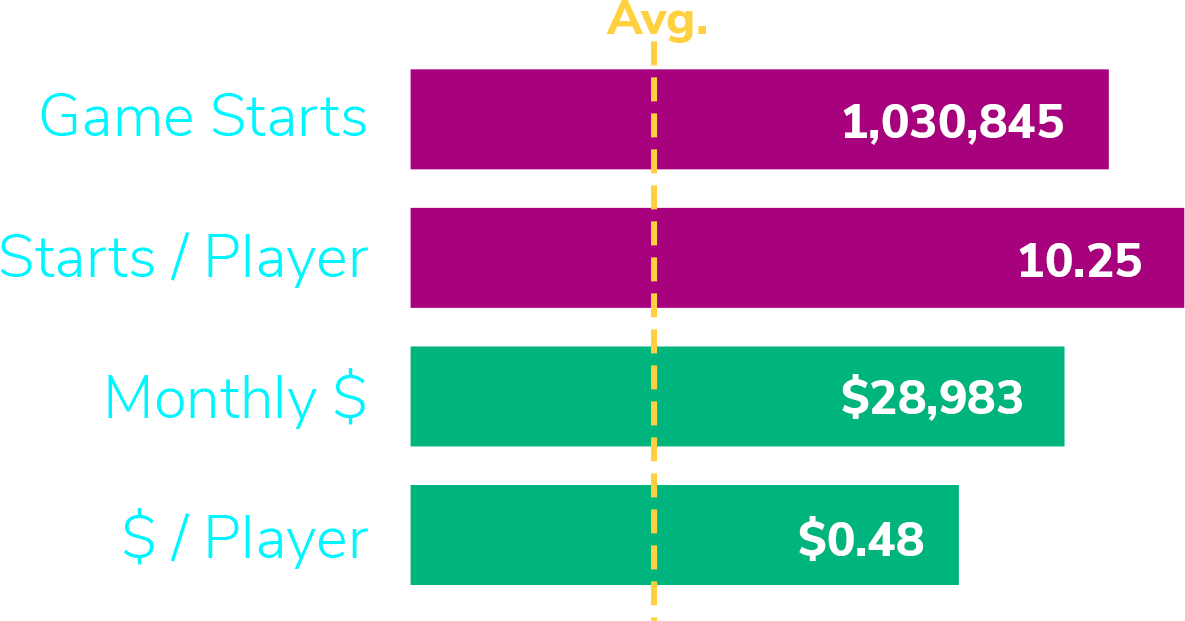 Avg.
Game Starts 1,030,845
Starts / Player 10.25
Monthly $ $28,983
$ / Player $0.48